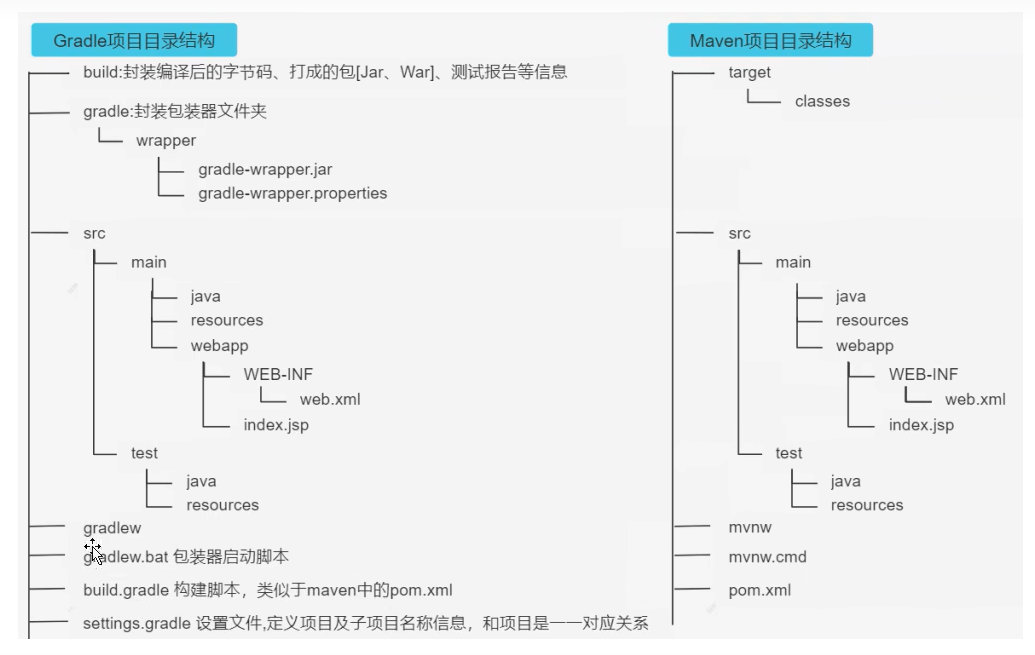 Gradle项目目录结构
build:封装编译后的字节码、打成的包[Jar、War]、测试报告等信息
gradle:封装包装器文件夹
wrapper
gradle-wrapper.jar
gradle-wrapper.properties
src
main
java
resources
webapp
WEB-INF
web.xml
index.jsp
test
java
resources
gradlew
gradlew.bat 包装器启动脚本
build.gradle 构建脚本，类似于maven中的pom.xml
settings.gradle 设置文件,定义项目及子项目名称信息，和项目是一一对应关系
Maven项目目录结构
target
classes
src
main
java
resources
webapp
WEB-INF
web.xml
index.jsp
test
java
resources
mvnw
mvnw.cmd
pom.xml